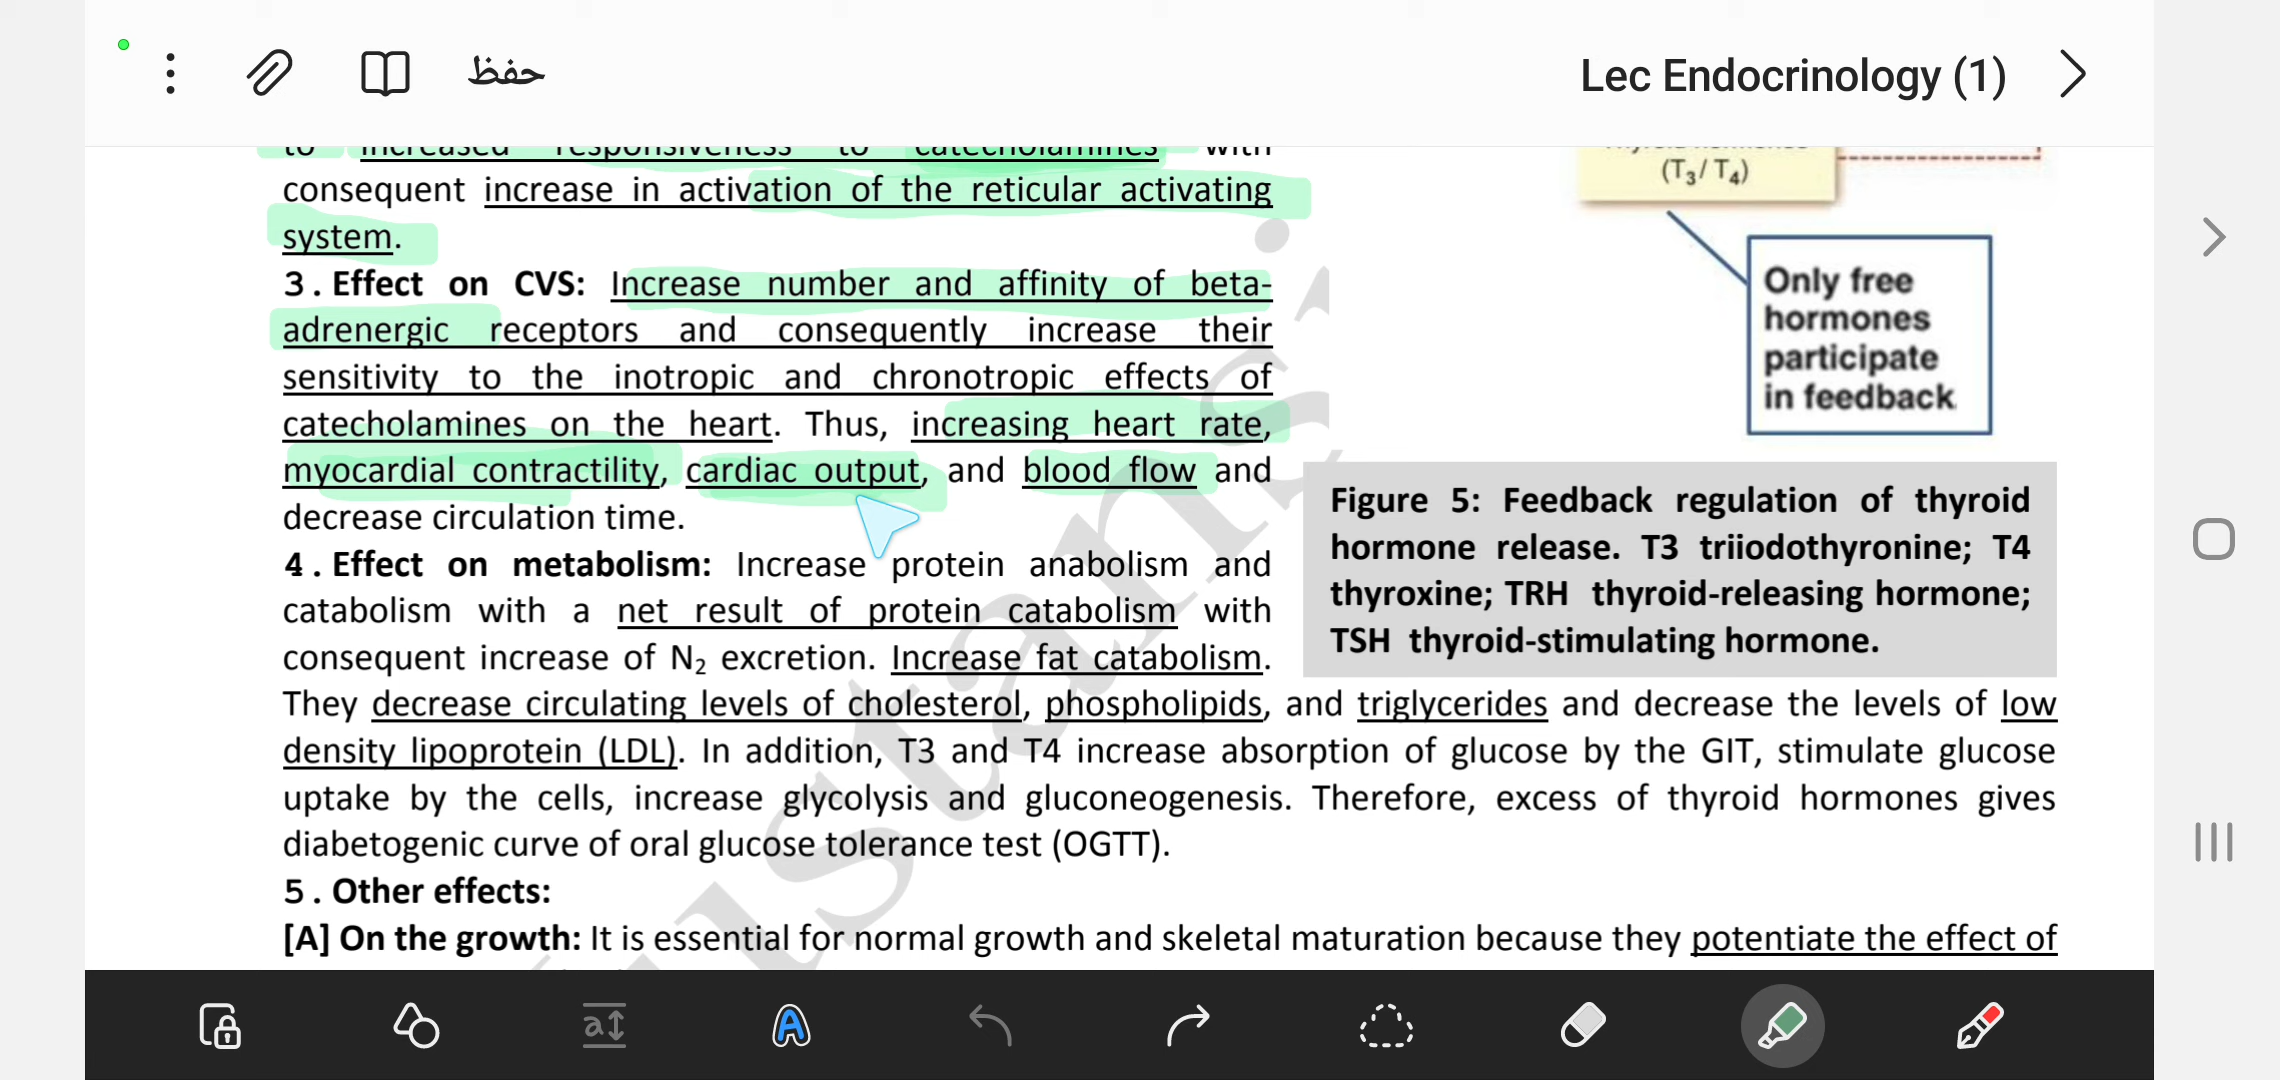 حفظ
Lec Endocrinology (1)
to increased responsiveness to catecholamines with
consequent increase in activation of the reticular activating
system.
3. Effect on CVS: Increase number and affinity of beta-
adrenergic receptors and consequently increase their
sensitivity to the inotropic and chronotropic effects of
catecholamines on the heart. Thus, increasing heart rate,
myocardial contractility, cardiac output, and blood flow and
decrease circulation time.
4. Effect on metabolism: Increase protein anabolism and
catabolism with a net result of protein catabolism with
consequent increase of N₂ excretion. Increase fat catabolism.
They decrease circulating levels of cholesterol, phospholipids, and triglycerides and decrease the levels of low
density lipoprotein (LDL). In addition, T3 and T4 increase absorption of glucose by the GIT, stimulate glucose
uptake by the cells, increase glycolysis and gluconeogenesis. Therefore, excess of thyroid hormones gives
diabetogenic curve of oral glucose tolerance test (OGTT).
5. Other effects:
[A] On the growth: It is essential for normal growth and skeletal maturation because they potentiate the effect of
(T₃/T₄)
Only free
hormones
participate
in feedback
Figure 5: Feedback regulation of thyroid
hormone release. T3 triiodothyronine; T4
thyroxine; TRH thyroid-releasing hormone;
TSH thyroid-stimulating hormone.